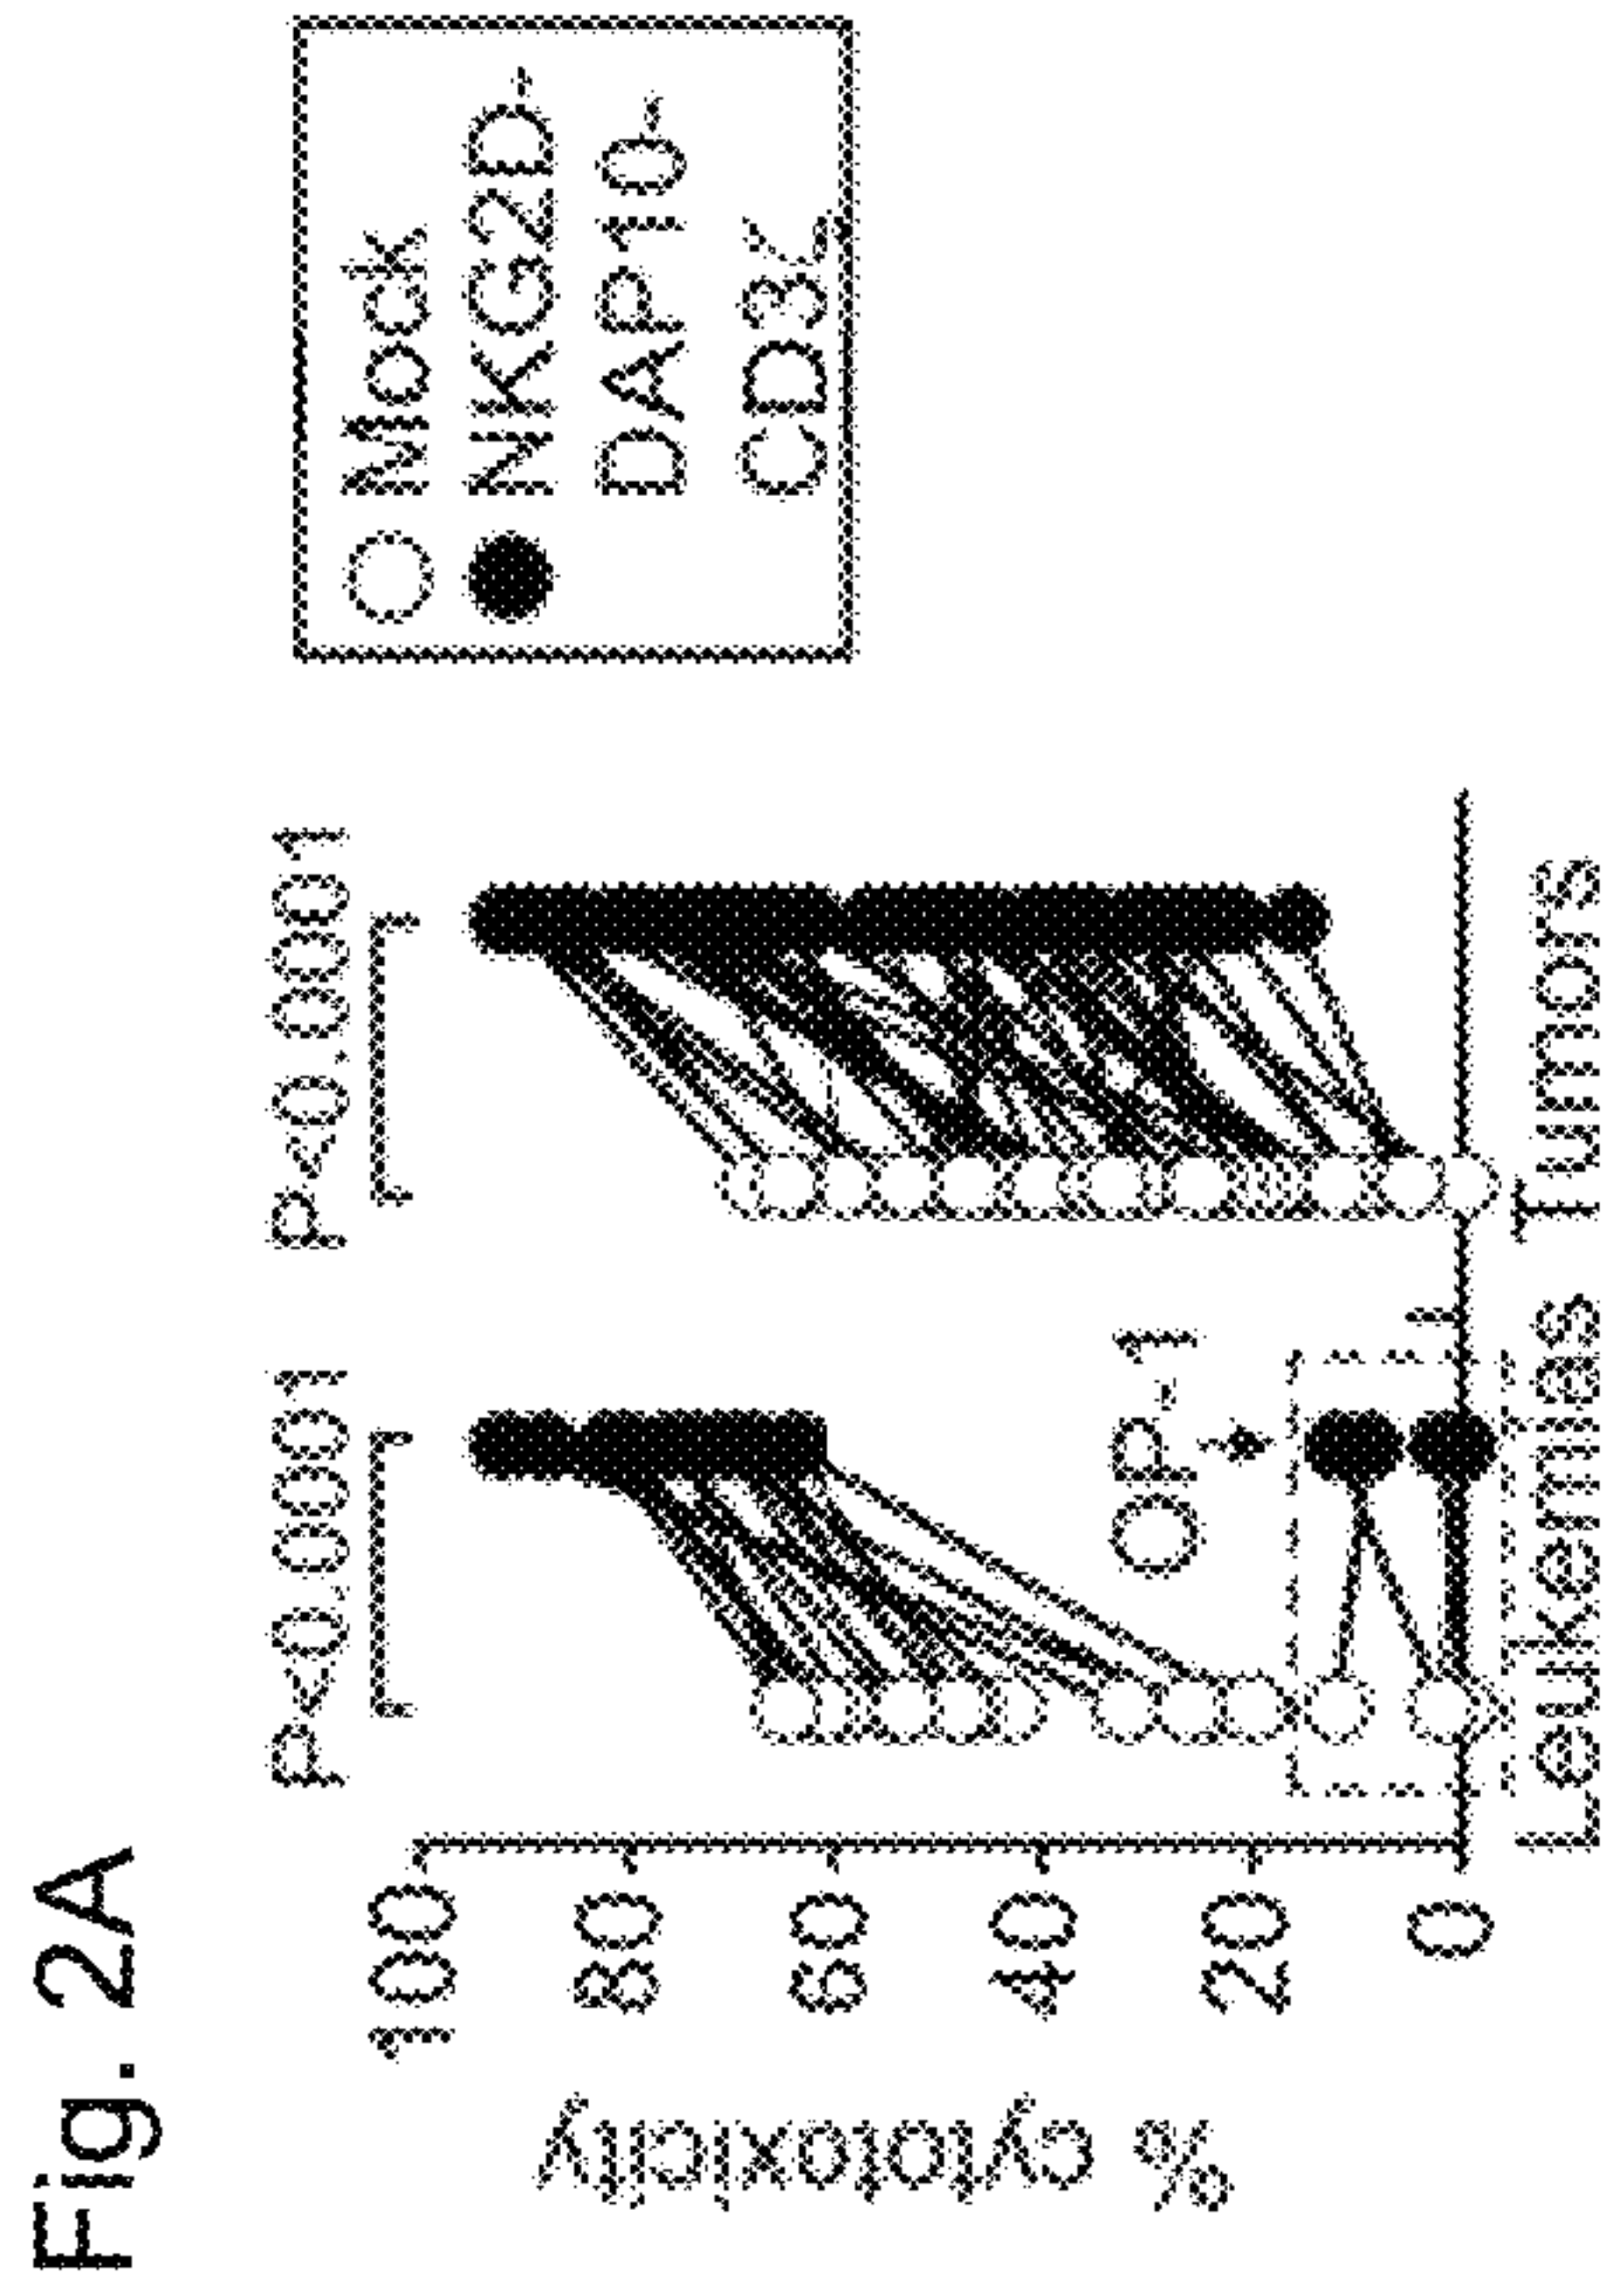 Fig. 2A
P<0.0001
P<0.0001
Mock
NKG2D-
DAP10-
CD3ζ
% cytotoxicity
100
80
60
40
20
0
OP-1
Leukemias
Tumors